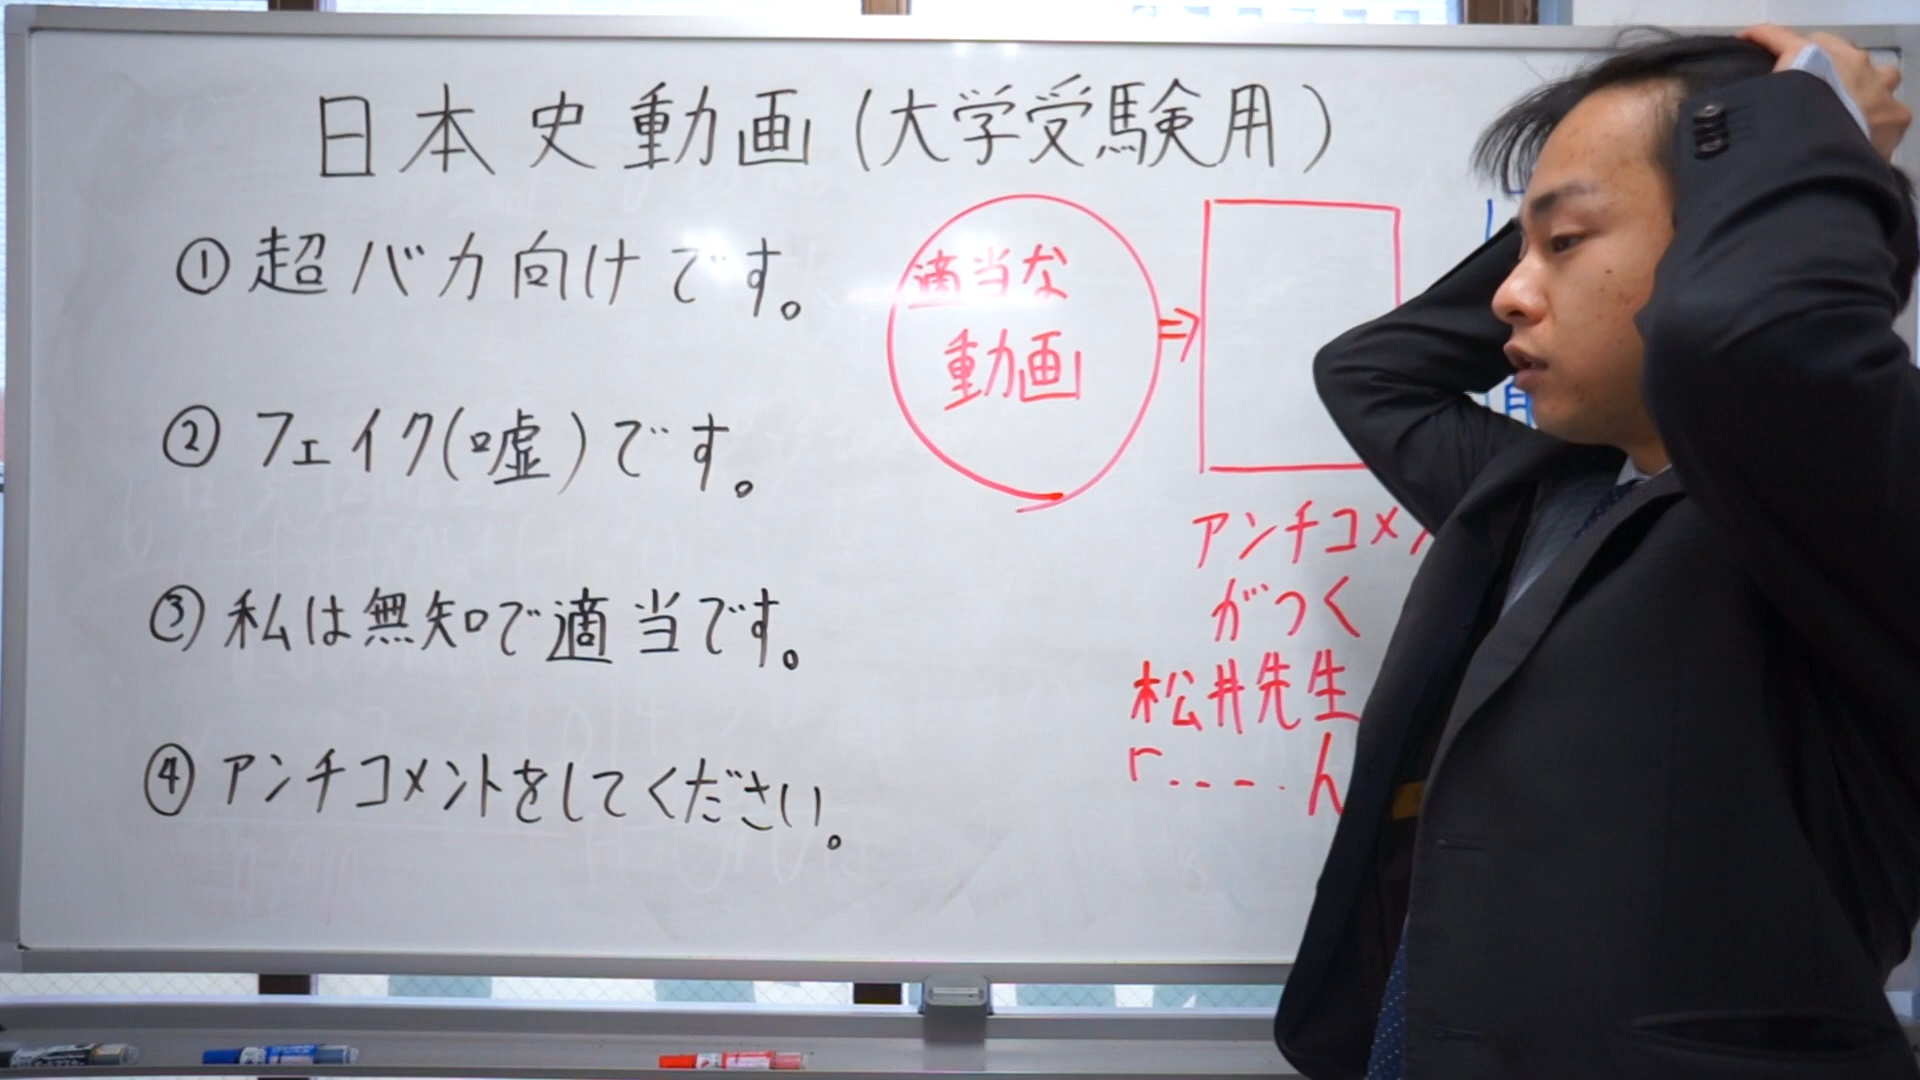 日本史動画(大学受験用)
①超バカ向けです。
②フェイク(嘘)です。
③私は無知で適当です。
④アンチコメントをしてください。
適当な
動画
⇒
アンチコメ
がつく
松井先生
「....ん